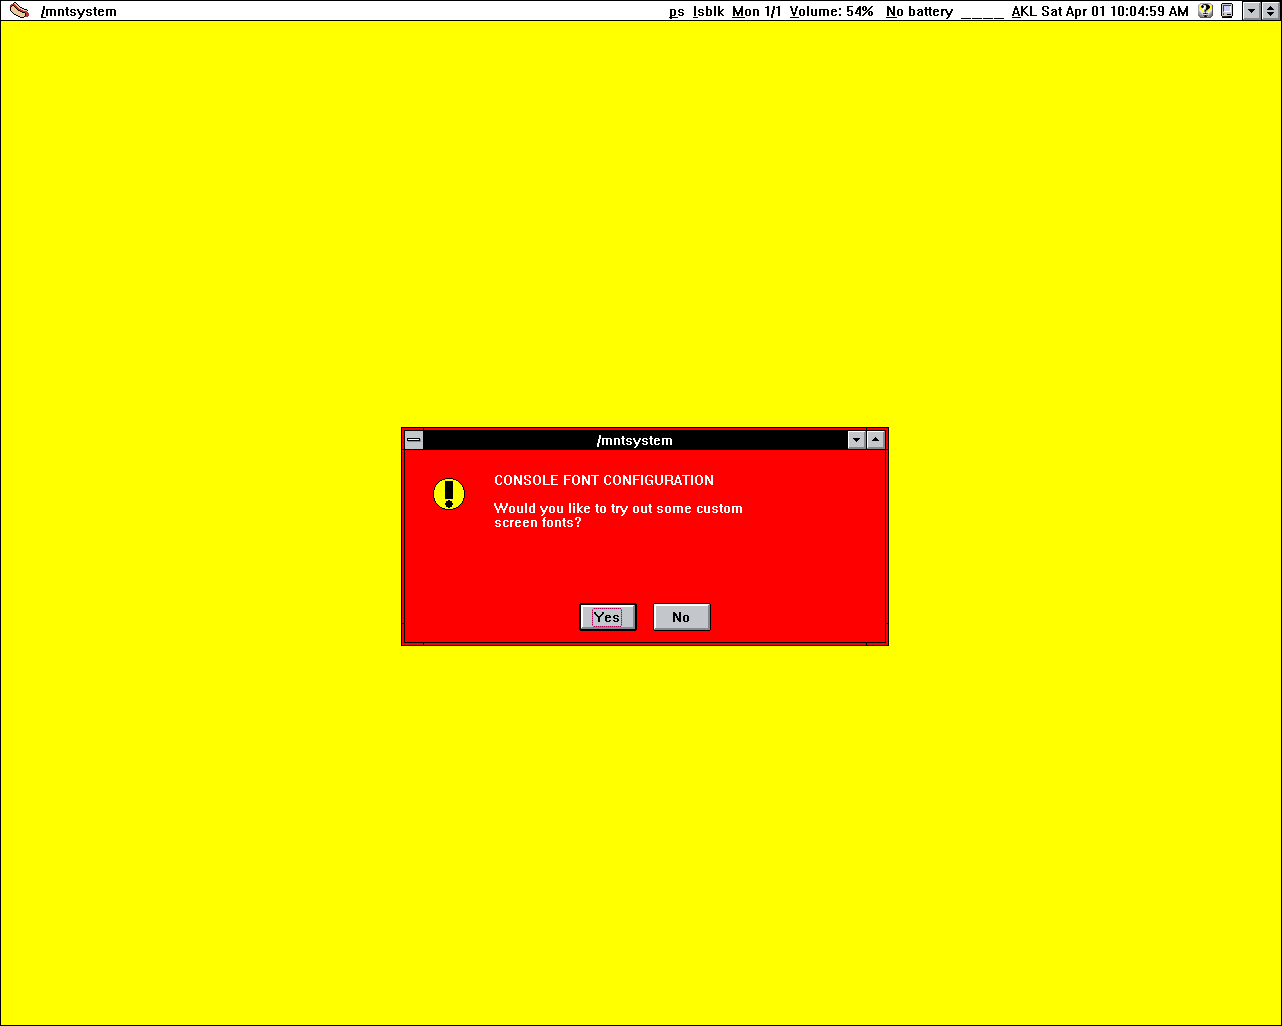 /mntsystem ps lsblk Mon 1/1 Volume: 54% No battery ____ AKL Sat Apr 01 10:04:59 AM ?
/mntsystem
CONSOLE FONT CONFIGURATION
Would you like to try out some custom
screen fonts?
Yes No